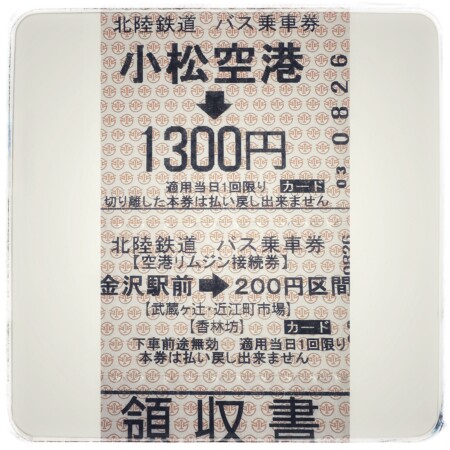 北陸鉄道 バス乗車券
小松空港
↓
1300円
適用当日1回限り カード
切り離した本券は払い戻し出来ません
03 0826
北陸鉄道 バス乗車券
【空港リムジン接続券】
金沢駅前→200円区間
【武蔵ヶ辻・近江町市場】
【香林坊】 カード
下車前途無効 適用当日1回限り
本券は払い戻し出来ません
0826
領収書